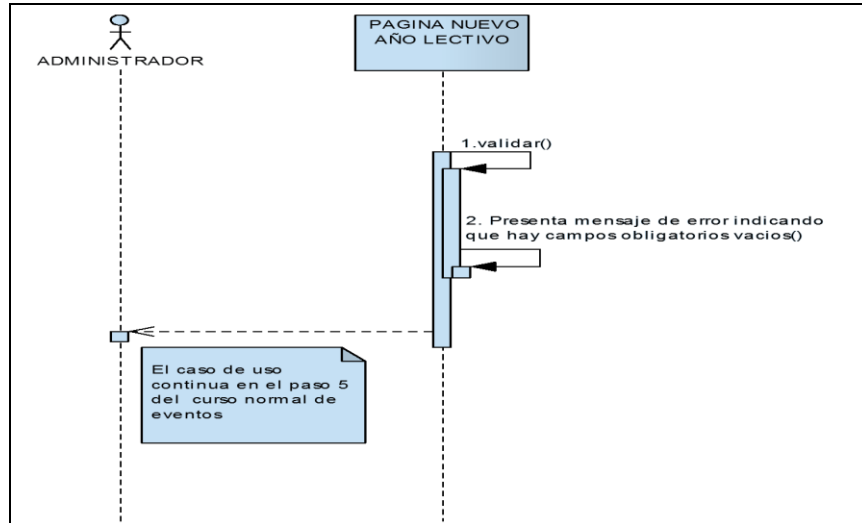 PAGINA NUEVO
AÑO LECTIVO
ADMINISTRADOR
1.validar()
2. Presenta mensaje de error indicando
que hay campos obligatorios vacios()
El caso de uso
continua en el paso 5
del curso normal de
eventos